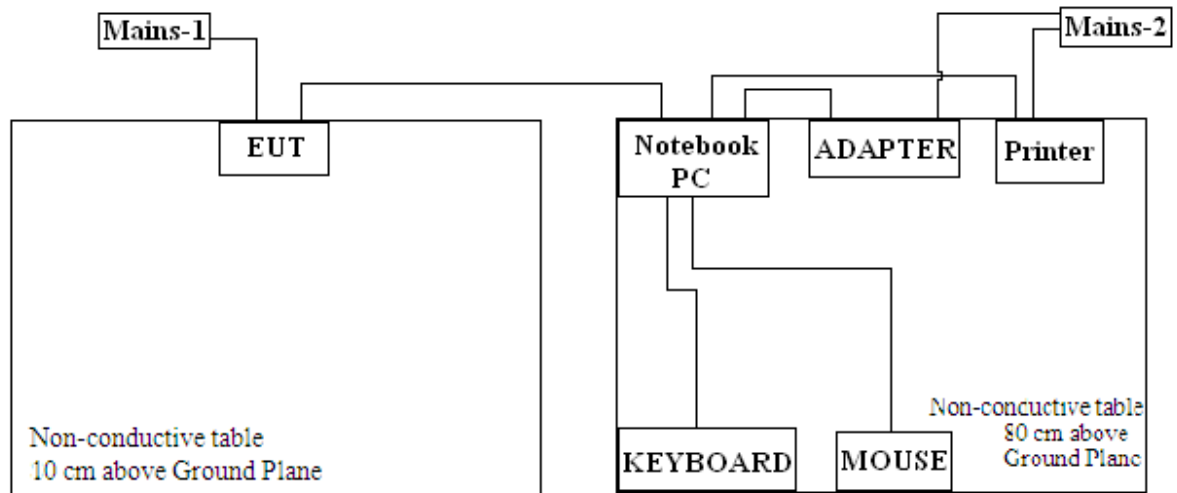 Mains-1
Mains-2
EUT
Notebook
PC
ADAPTER
Printer
Non-conductive table
10 cm above Ground Plane
Non-concuctive table
80 cm above
Ground Plane
KEYBOARD
MOUSE